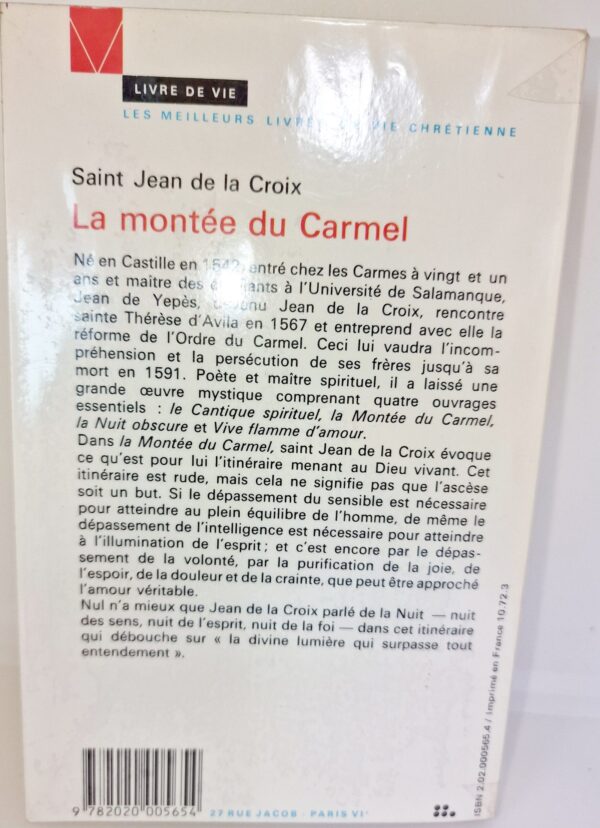 LIVRE DE VIE
LES MEILLEURS LIVRES DE VIE CHRÉTIENNE
Saint Jean de la Croix
La montée du Carmel
Né en Castille en 1542, entré chez les Carmes à vingt et un
ans et maître des étudiants à l'Université de Salamanque,
Jean de Yepès, devenu Jean de la Croix, rencontre
sainte Thérèse d'Avila en 1567 et entreprend avec elle la
réforme de l'Ordre du Carmel. Ceci lui vaudra l'incom-
préhension et la persécution de ses frères jusqu'à sa
mort en 1591. Poète et maître spirituel, il a laissé une
grande œuvre mystique comprenant quatre ouvrages
essentiels : le Cantique spirituel, la Montée du Carmel,
la Nuit obscure et Vive flamme d'amour.
Dans la Montée du Carmel, saint Jean de la Croix évoque
ce qu'est pour lui l'itinéraire menant au Dieu vivant. Cet
itinéraire est rude, mais cela ne signifie pas que l'ascèse
soit un but. Si le dépassement du sensible est nécessaire
pour atteindre au plein équilibre de l'homme, de même le
dépassement de l'intelligence est nécessaire pour atteindre
à l'illumination de l'esprit ; et c'est encore par le dépas-
sement de la volonté, par la purification de la joie, de
l'espoir, de la douleur et de la crainte, que peut être approché
l'amour véritable.
Nul n'a mieux que Jean de la Croix parlé de la Nuit — nuit
des sens, nuit de l'esprit, nuit de la foi — dans cet itinéraire
qui débouche sur « la divine lumière qui surpasse tout
entendement ».
ISBN 2.02.000565.4 / Imprimé en France 10.72.3
9 782020 005654
27 RUE JACOB - PARIS VIe